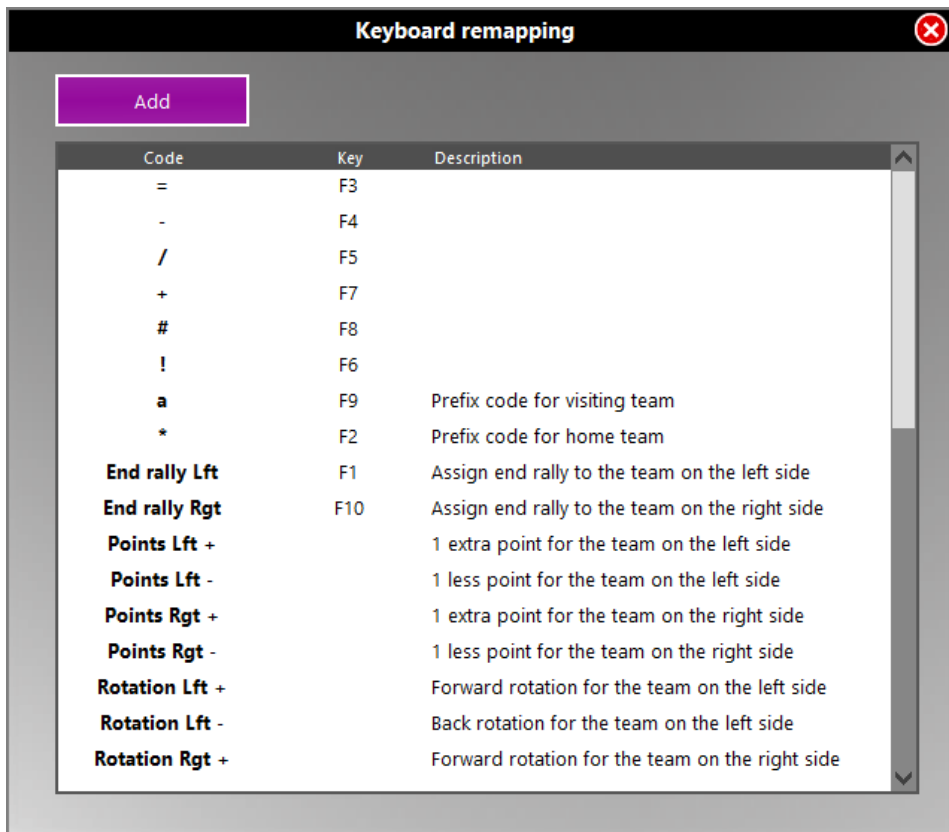 Keyboard remapping
Add
Code Key Description
= F3
- F4
/ F5
+ F7
# F8
! F6
a F9 Prefix code for visiting team
* F2 Prefix code for home team
End rally Lft F1 Assign end rally to the team on the left side
End rally Rgt F10 Assign end rally to the team on the right side
Points Lft + 1 extra point for the team on the left side
Points Lft - 1 less point for the team on the left side
Points Rgt + 1 extra point for the team on the right side
Points Rgt - 1 less point for the team on the right side
Rotation Lft + Forward rotation for the team on the left side
Rotation Lft - Back rotation for the team on the left side
Rotation Rgt + Forward rotation for the team on the right side